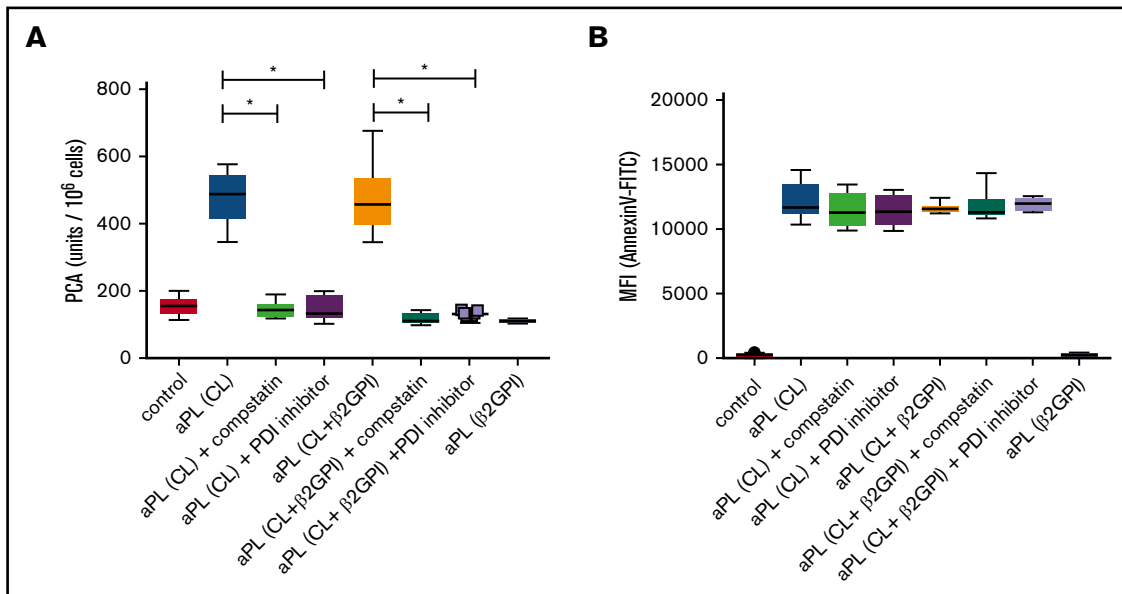 A
PCA (units / 10⁶ cells)
800
600
400
200
0
*
*
*
*
control
aPL (CL)
aPL (CL) + compstatin
aPL (CL) + PDI inhibitor
aPL (CL+β2GPI)
aPL (CL+β2GPI) + compstatin
aPL (CL+ β2GPI) +PDI inhibitor
aPL (β2GPI)
B
MFI (AnnexinV-FITC)
20000
15000
10000
5000
0
control
aPL (CL)
aPL (CL) + compstatin
aPL (CL) + PDI inhibitor
aPL (CL+ β2GPI)
aPL (CL+ β2GPI) + compstatin
aPL (CL+ β2GPI) + PDI inhibitor
aPL (β2GPI)